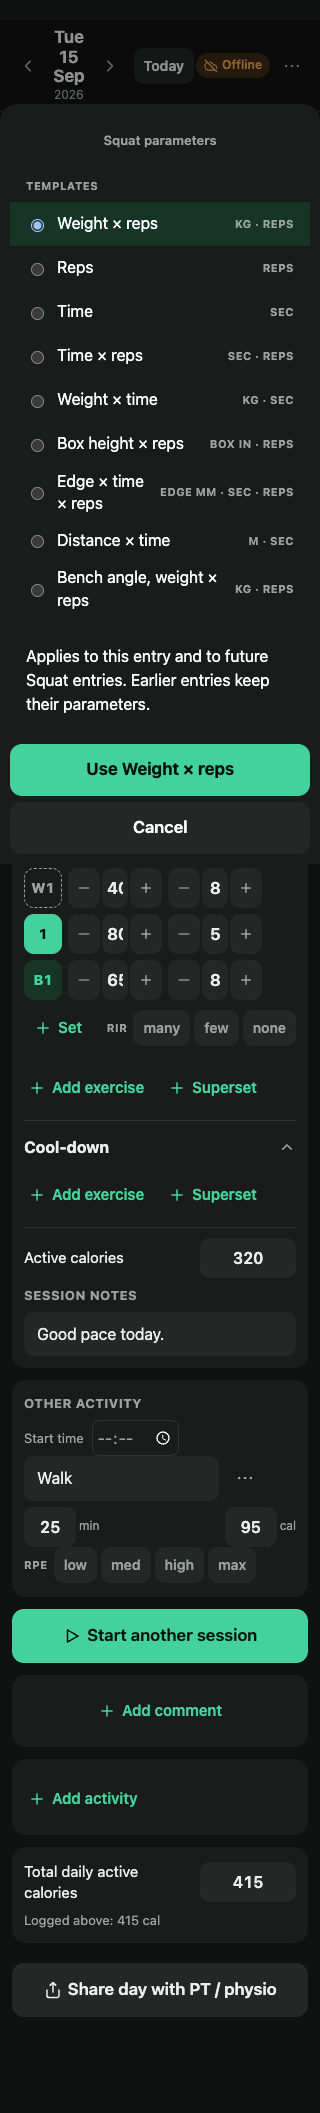 Tue
15
Sep
2026
Today
Offline
Squat parameters
TEMPLATES
Weight × reps KG · REPS
Reps REPS
Time SEC
Time × reps SEC · REPS
Weight × time KG · SEC
Box height × reps BOX IN · REPS
Edge × time
× reps EDGE MM · SEC · REPS
Distance × time M · SEC
Bench angle, weight ×
reps KG · REPS
Applies to this entry and to future
Squat entries. Earlier entries keep
their parameters.
Use Weight × reps
Cancel
W1 − 40 + − 8 +
1 − 80 + − 5 +
B1 − 65 + − 8 +
+ Set RIR many few none
+ Add exercise + Superset
Cool-down
+ Add exercise + Superset
Active calories 320
SESSION NOTES
Good pace today.
OTHER ACTIVITY
Start time --:--
Walk ···
25 min 95 cal
RPE low med high max
Start another session
+ Add comment
+ Add activity
Total daily active
calories 415
Logged above: 415 cal
Share day with PT / physio